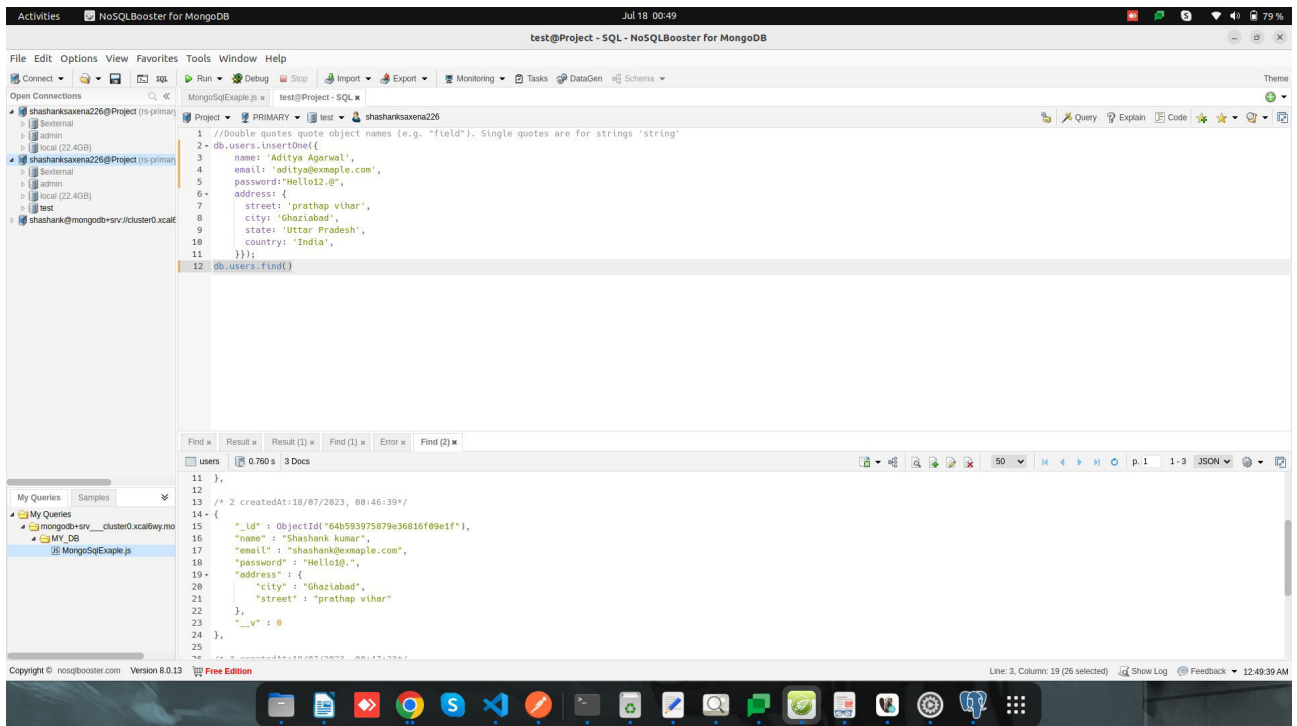 Activities NoSQLBooster for MongoDB Jul 18 00:49 79 %
test@Project - SQL - NoSQLBooster for MongoDB
File Edit Options View Favorites Tools Window Help
Connect SQL Run Debug Stop Import Export Monitoring Tasks DataGen Schema Theme
Open Connections
shashanksaxena226@Project (rs-primary
$external
admin
local (22.4GB)
shashanksaxena226@Project (rs-primary
$external
admin
local (22.4GB)
test
shashank@mongodb+srv://cluster0.xcal6
MongoSqlExaple.js test@Project - SQL
Project PRIMARY test shashanksaxena226 Query Explain Code
1 //Double quotes quote object names (e.g. "field"). Single quotes are for strings 'string'
2 db.users.insertOne({
3 name: 'Aditya Agarwal',
4 email: 'aditya@exmaple.com',
5 password:"Hello12.@",
6 address: {
7 street: 'prathap vihar',
8 city: 'Ghaziabad',
9 state: 'Uttar Pradesh',
10 country: 'India',
11 }});
12 db.users.find()
Find Result Result (1) Find (1) Error Find (2)
users 0.760 s 3 Docs 50 p. 1 1-3 JSON
11 },
12
13 /* 2 createdAt:18/07/2023, 00:46:39*/
14 {
15 "_id" : ObjectId("64b593975879e36816f09e1f"),
16 "name" : "Shashank kumar",
17 "email" : "shashank@exmaple.com",
18 "password" : "Hello1@.",
19 "address" : {
20 "city" : "Ghaziabad",
21 "street" : "prathap vihar"
22 },
23 "__v" : 0
24 },
25
My Queries Samples
My Queries
mongodb+srv___cluster0.xcal6wy.mo
MY_DB
MongoSqlExaple.js
Copyright © nosqlbooster.com Version 8.0.13 Free Edition Line: 3, Column: 19 (26 selected) Show Log Feedback 12:49:39 AM